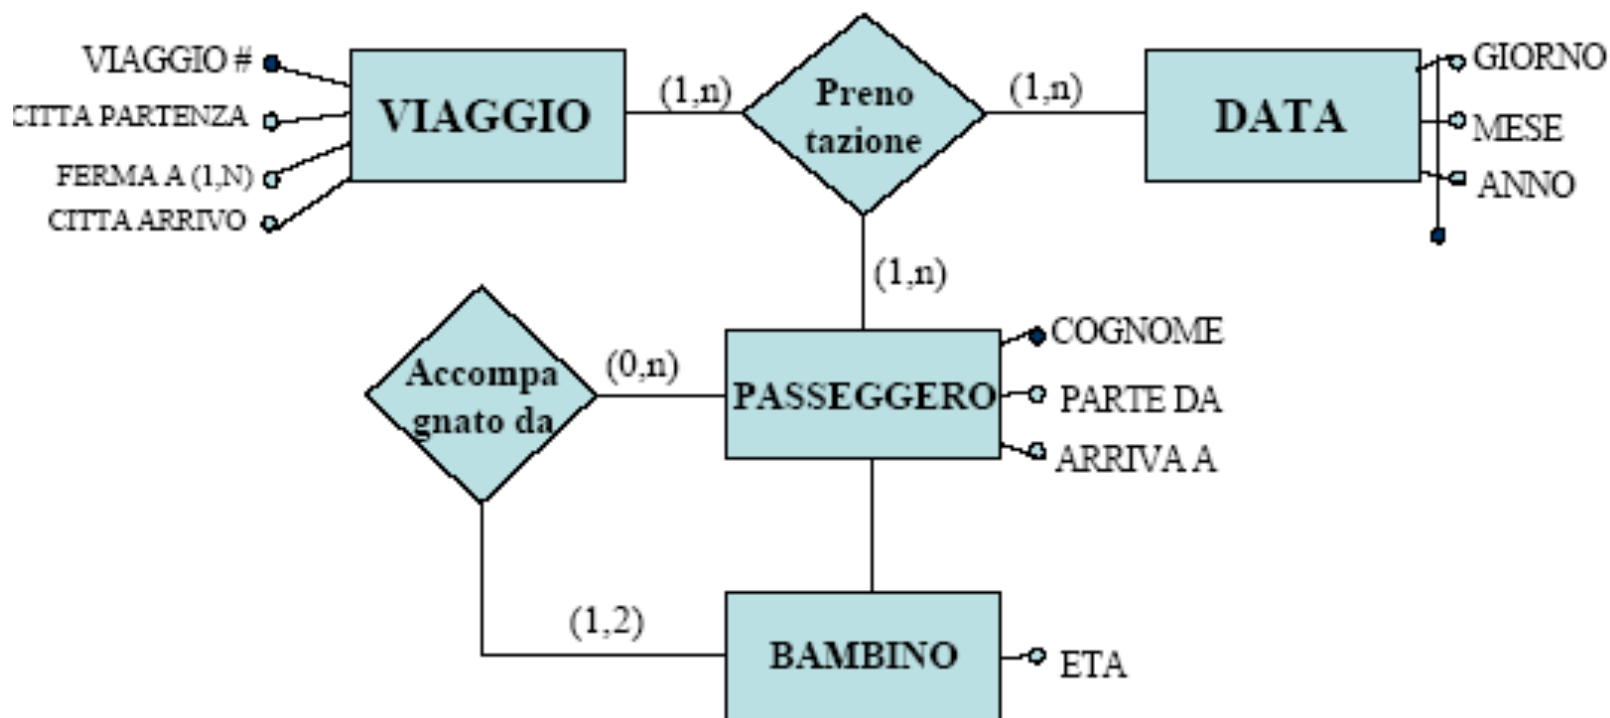 VIAGGIO #
CITTA PARTENZA
FERMA A (1,N)
CITTA ARRIVO
VIAGGIO
(1,n)
Preno
tazione
(1,n)
DATA
GIORNO
MESE
ANNO
(1,n)
Accompa
gnato da
(0,n)
PASSEGGERO
COGNOME
PARTE DA
ARRIVA A
(1,2)
BAMBINO
ETA